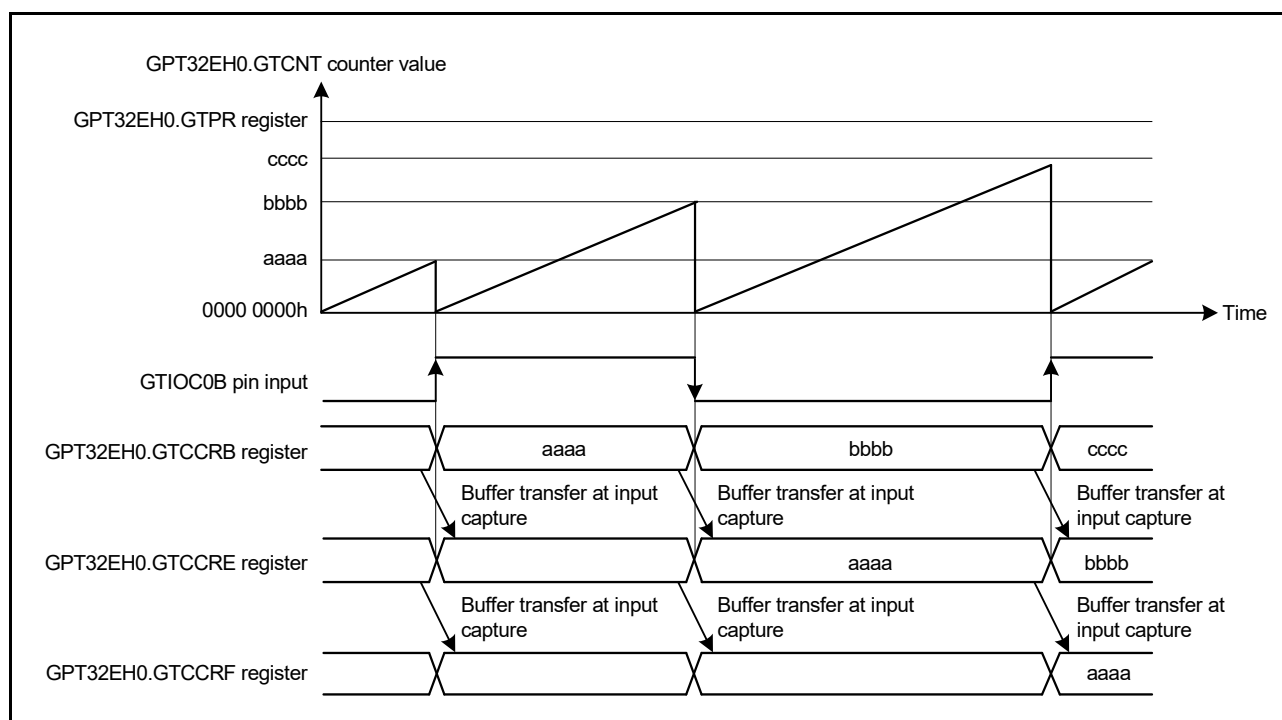 GPT32EH0.GTCNT counter value
GPT32EH0.GTPR register
cccc
bbbb
aaaa
0000 0000h
Time
GTIOC0B pin input
GPT32EH0.GTCCRB register
aaaa
bbbb
cccc
Buffer transfer at input
capture
Buffer transfer at input
capture
Buffer transfer at
input capture
GPT32EH0.GTCCRE register
aaaa
bbbb
Buffer transfer at input
capture
Buffer transfer at input
capture
Buffer transfer at
input capture
GPT32EH0.GTCCRF register
aaaa